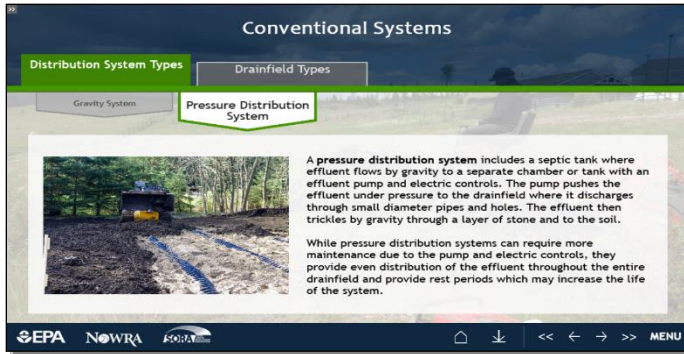 >>
Conventional Systems
Distribution System Types
Drainfield Types
Gravity System
Pressure Distribution
System
A pressure distribution system includes a septic tank where
effluent flows by gravity to a separate chamber or tank with an
effluent pump and electric controls. The pump pushes the
effluent under pressure to the drainfield where it discharges
through small diameter pipes and holes. The effluent then
trickles by gravity through a layer of stone and to the soil.
While pressure distribution systems can require more
maintenance due to the pump and electric controls, they
provide even distribution of the effluent throughout the entire
drainfield and provide rest periods which may increase the life
of the system.
EPA NOWRA SORA << ← → >> MENU